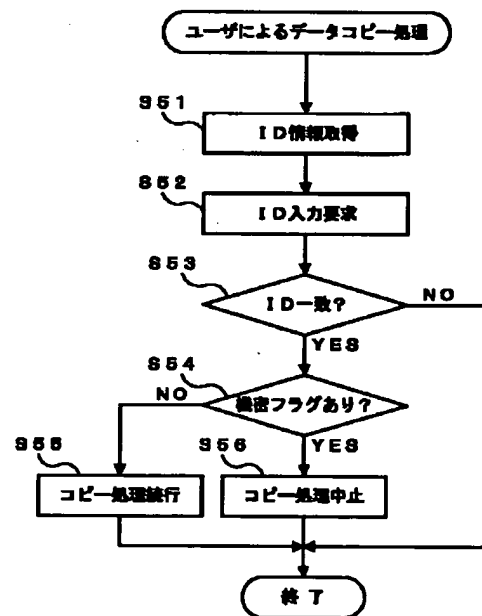 ユーザによるデータコピー処理
S51
ID情報取得
S52
ID入力要求
S53
ID一致?
NO
YES
S54
NO
機密フラグあり?
YES
S55
S56
コピー処理続行
コピー処理中止
終了